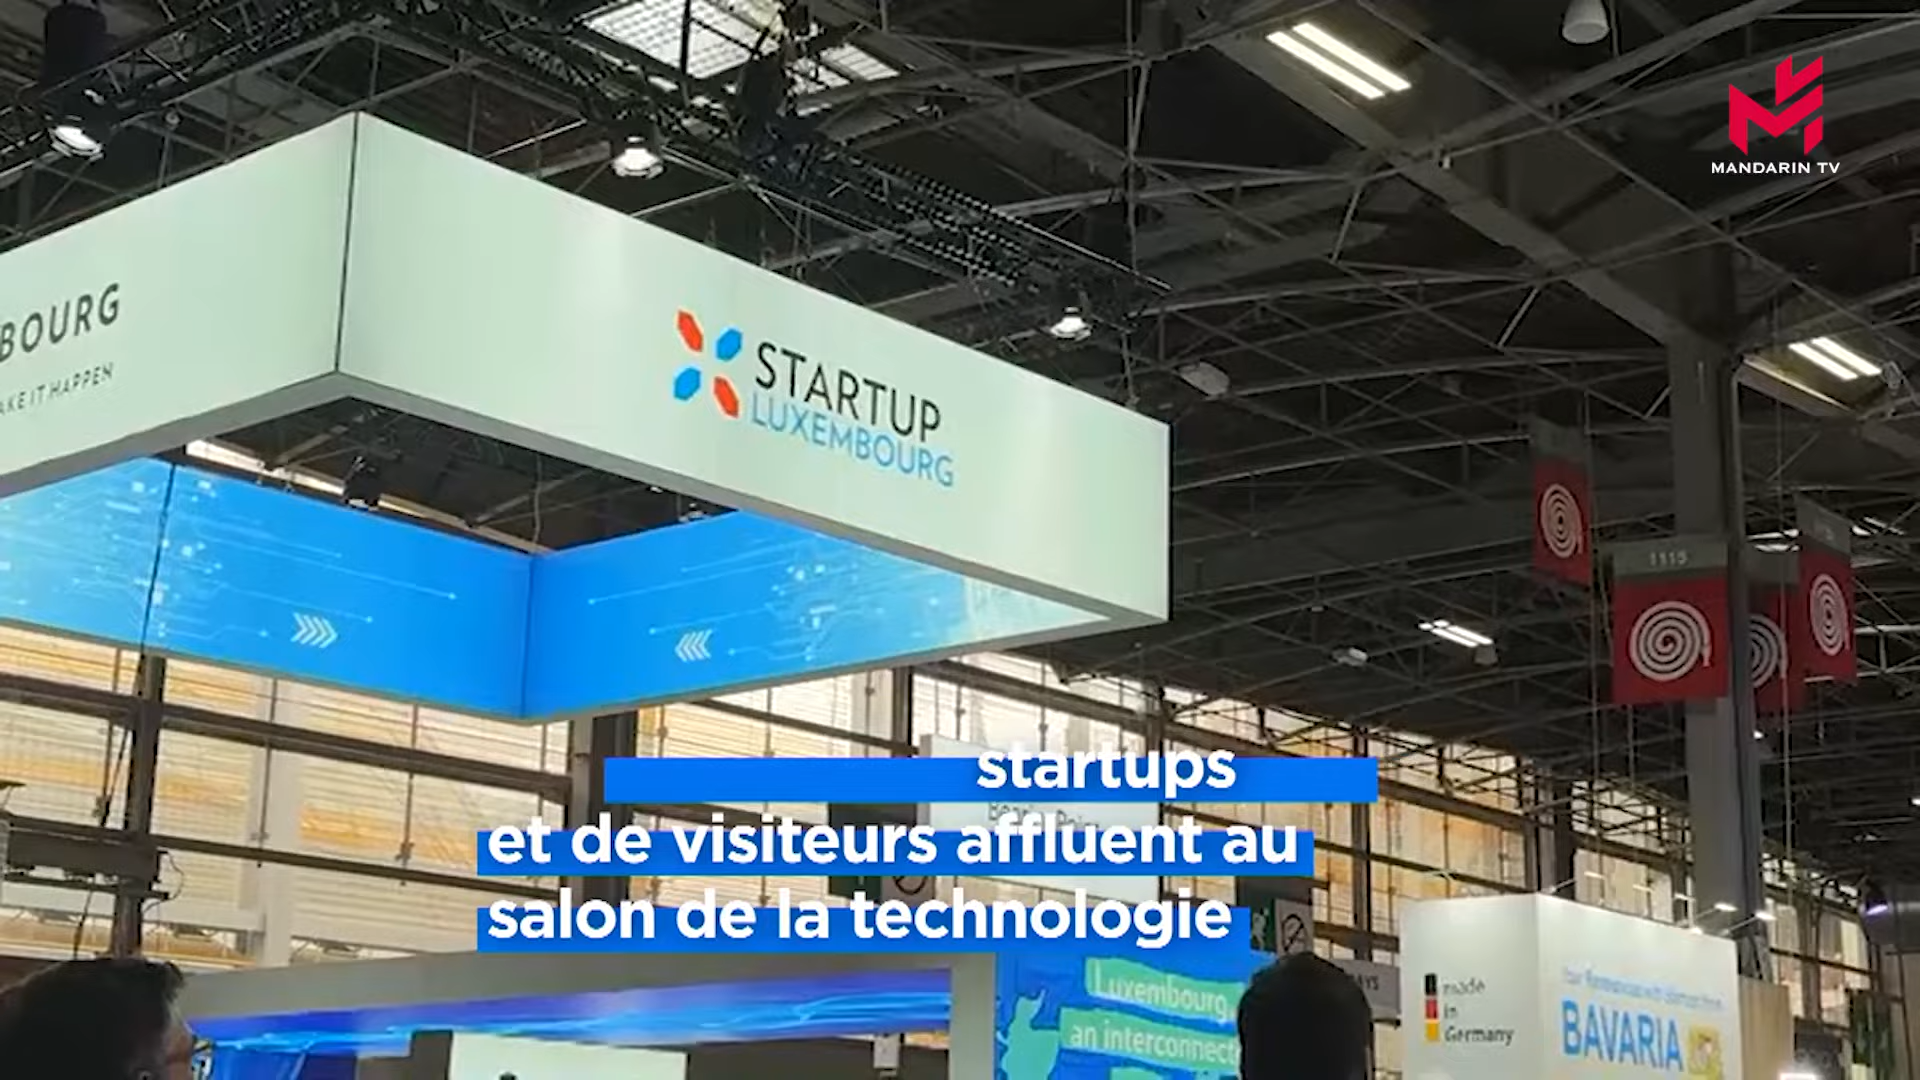 MANDARIN TV
BOURG
AKE IT HAPPEN
STARTUP
LUXEMBOURG
1115
startups
et de visiteurs affluent au
salon de la technologie
Luxembourg,
an interconnect
made
in
Germany
BAVARIA